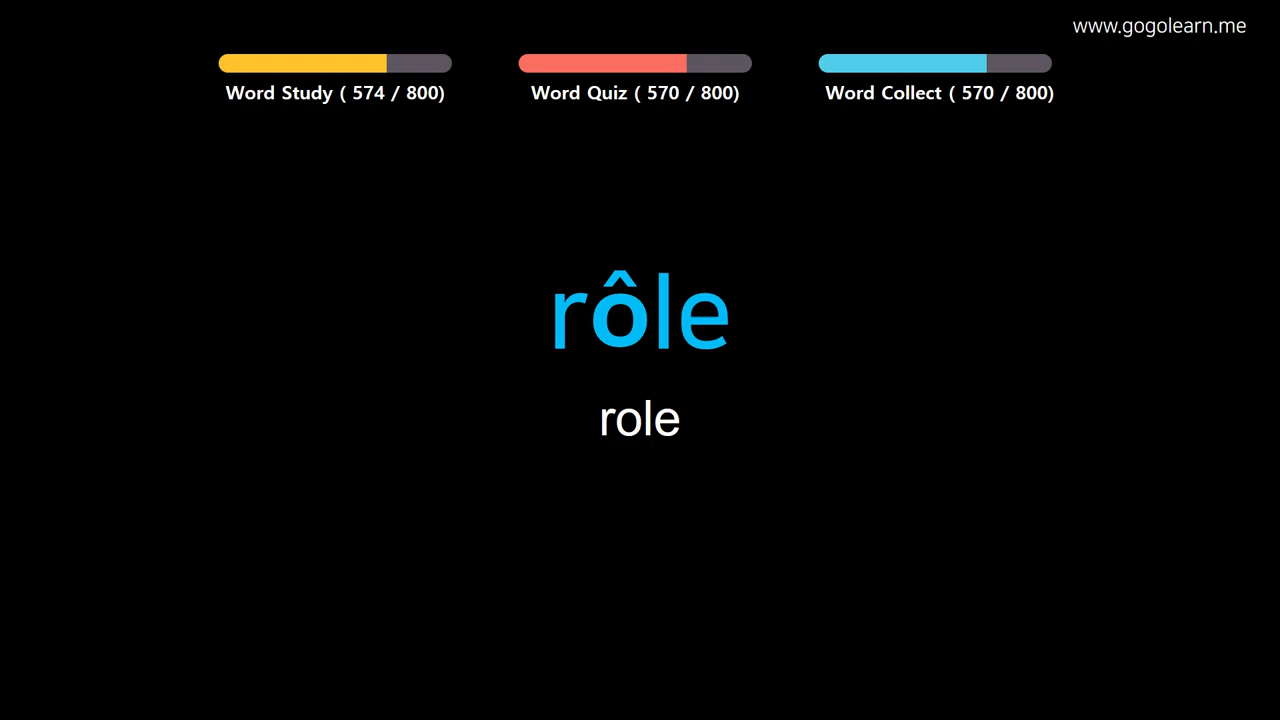 www.gogolearn.me
Word Study ( 574 / 800)
Word Quiz ( 570 / 800)
Word Collect ( 570 / 800)
rôle
role